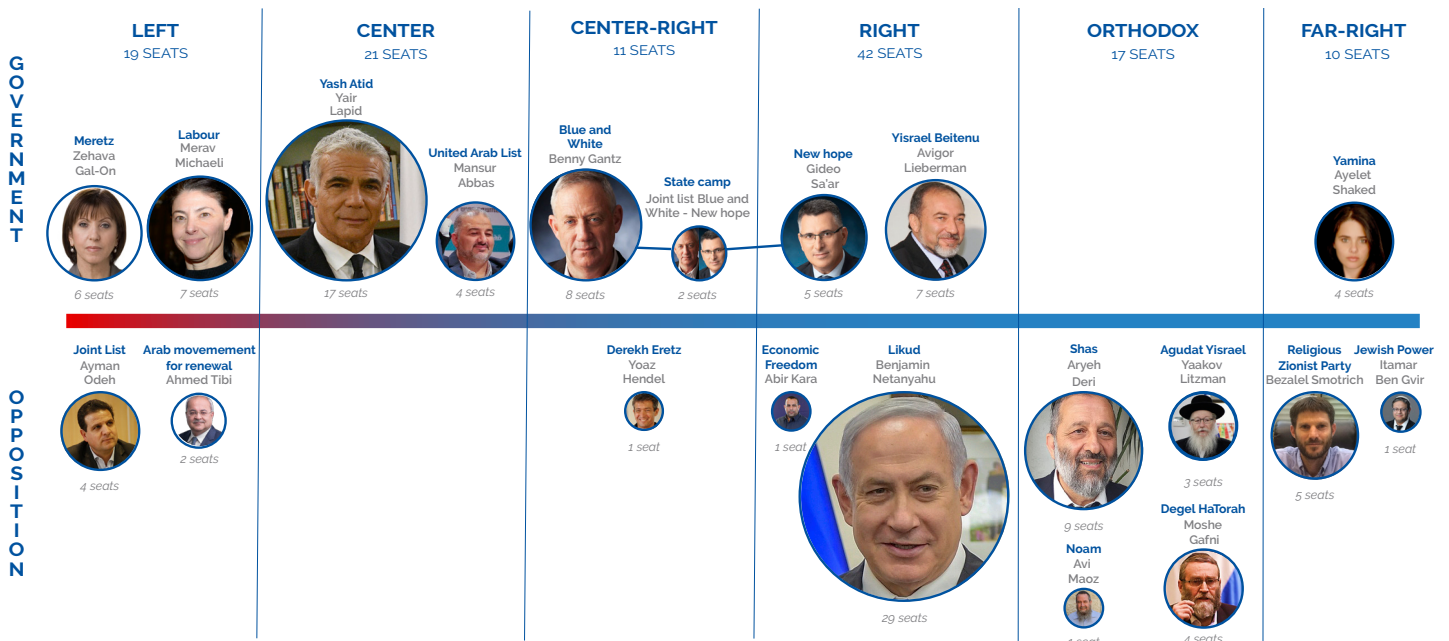 LEFT
19 SEATS
CENTER
21 SEATS
CENTER-RIGHT
11 SEATS
RIGHT
42 SEATS
ORTHODOX
17 SEATS
FAR-RIGHT
10 SEATS
GOVERNMENT
Meretz
Zehava
Gal-On
6 seats
Labour
Merav
Michaeli
7 seats
Yash Atid
Yair
Lapid
17 seats
United Arab List
Mansur
Abbas
4 seats
Blue and
White
Benny Gantz
8 seats
State camp
Joint list Blue and
White - New hope
2 seats
New hope
Gideo
Sa'ar
5 seats
Yisrael Beitenu
Avigor
Lieberman
7 seats
Yamina
Ayelet
Shaked
4 seats
OPPOSITION
Joint List
Ayman
Odeh
4 seats
Arab movemement
for renewal
Ahmed Tibi
2 seats
Derekh Eretz
Yoaz
Hendel
1 seat
Economic
Freedom
Abir Kara
1 seat
Likud
Benjamin
Netanyahu
29 seats
Shas
Aryeh
Deri
9 seats
Noam
Avi
Maoz
1 seat
Agudat Yisrael
Yaakov
Litzman
3 seats
Degel HaTorah
Moshe
Gafni
4 seats
Religious
Zionist Party
Bezalel Smotrich
5 seats
Jewish Power
Itamar
Ben Gvir
1 seat